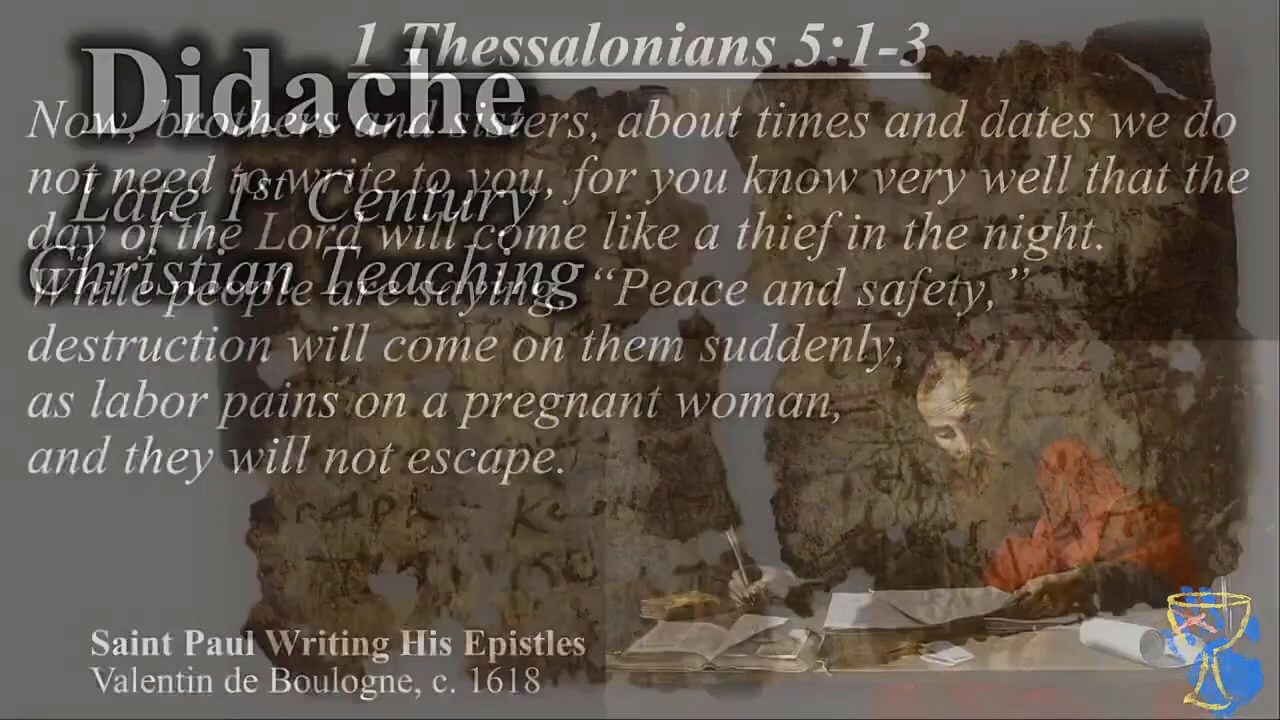 1 Thessalonians 5:1-3
Didache
Now, brothers and sisters, about times and dates we do
not need to write to you, for you know very well that the
Late 1st Century
day of the Lord will come like a thief in the night.
Christian Teaching
While people are saying, “Peace and safety,”
destruction will come on them suddenly,
as labor pains on a pregnant woman,
and they will not escape.
Saint Paul Writing His Epistles
Valentin de Boulogne, c. 1618